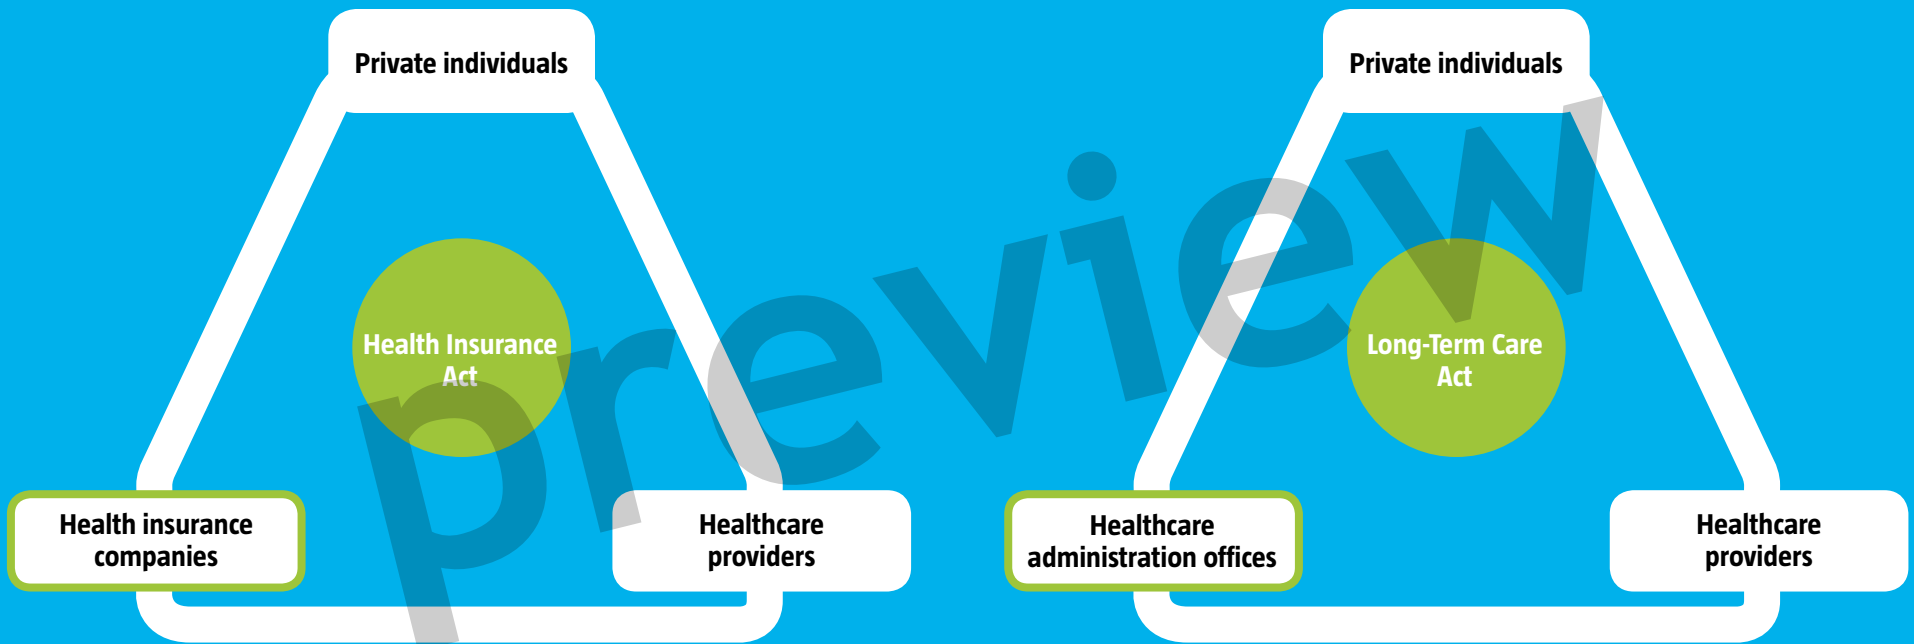 Private individuals
Health Insurance
Act
Health insurance
companies
Healthcare
providers
Private individuals
Long-Term Care
Act
Healthcare
administration offices
Healthcare
providers
preview